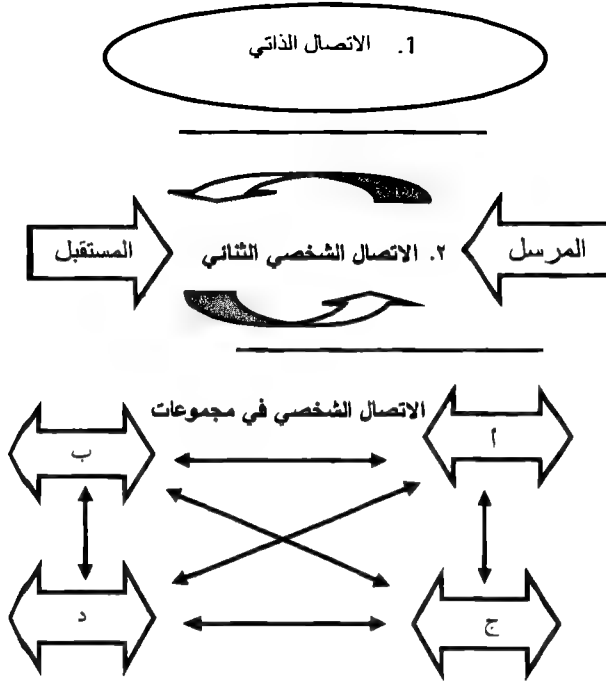 1. الاتصال الذاتي
المرسل
٢. الاتصال الشخصي الثنائي
المستقبل
الاتصال الشخصي في مجموعات
أ
ب
ج
د